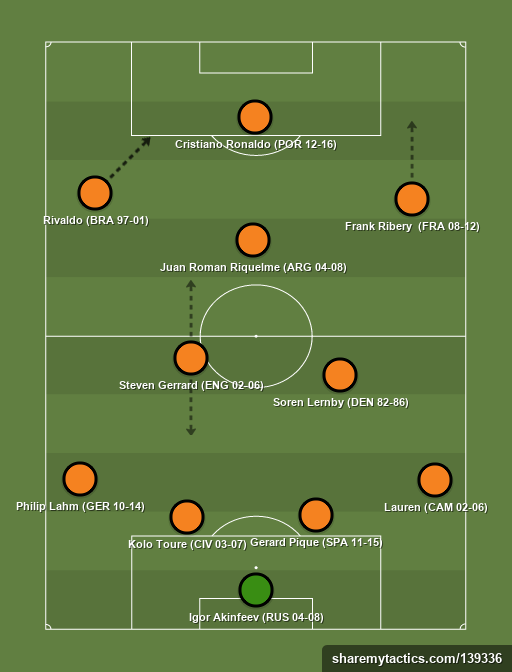 Cristiano Ronaldo (POR 12-16)
Rivaldo (BRA 97-01)
Frank Ribery (FRA 08-12)
Juan Roman Riquelme (ARG 04-08)
Steven Gerrard (ENG 02-06)
Soren Lernby (DEN 82-86)
Philip Lahm (GER 10-14)
Lauren (CAM 02-06)
Kolo Toure (CIV 03-07)
Gerard Pique (SPA 11-15)
Igor Akinfeev (RUS 04-08)
sharemytactics.com/139336